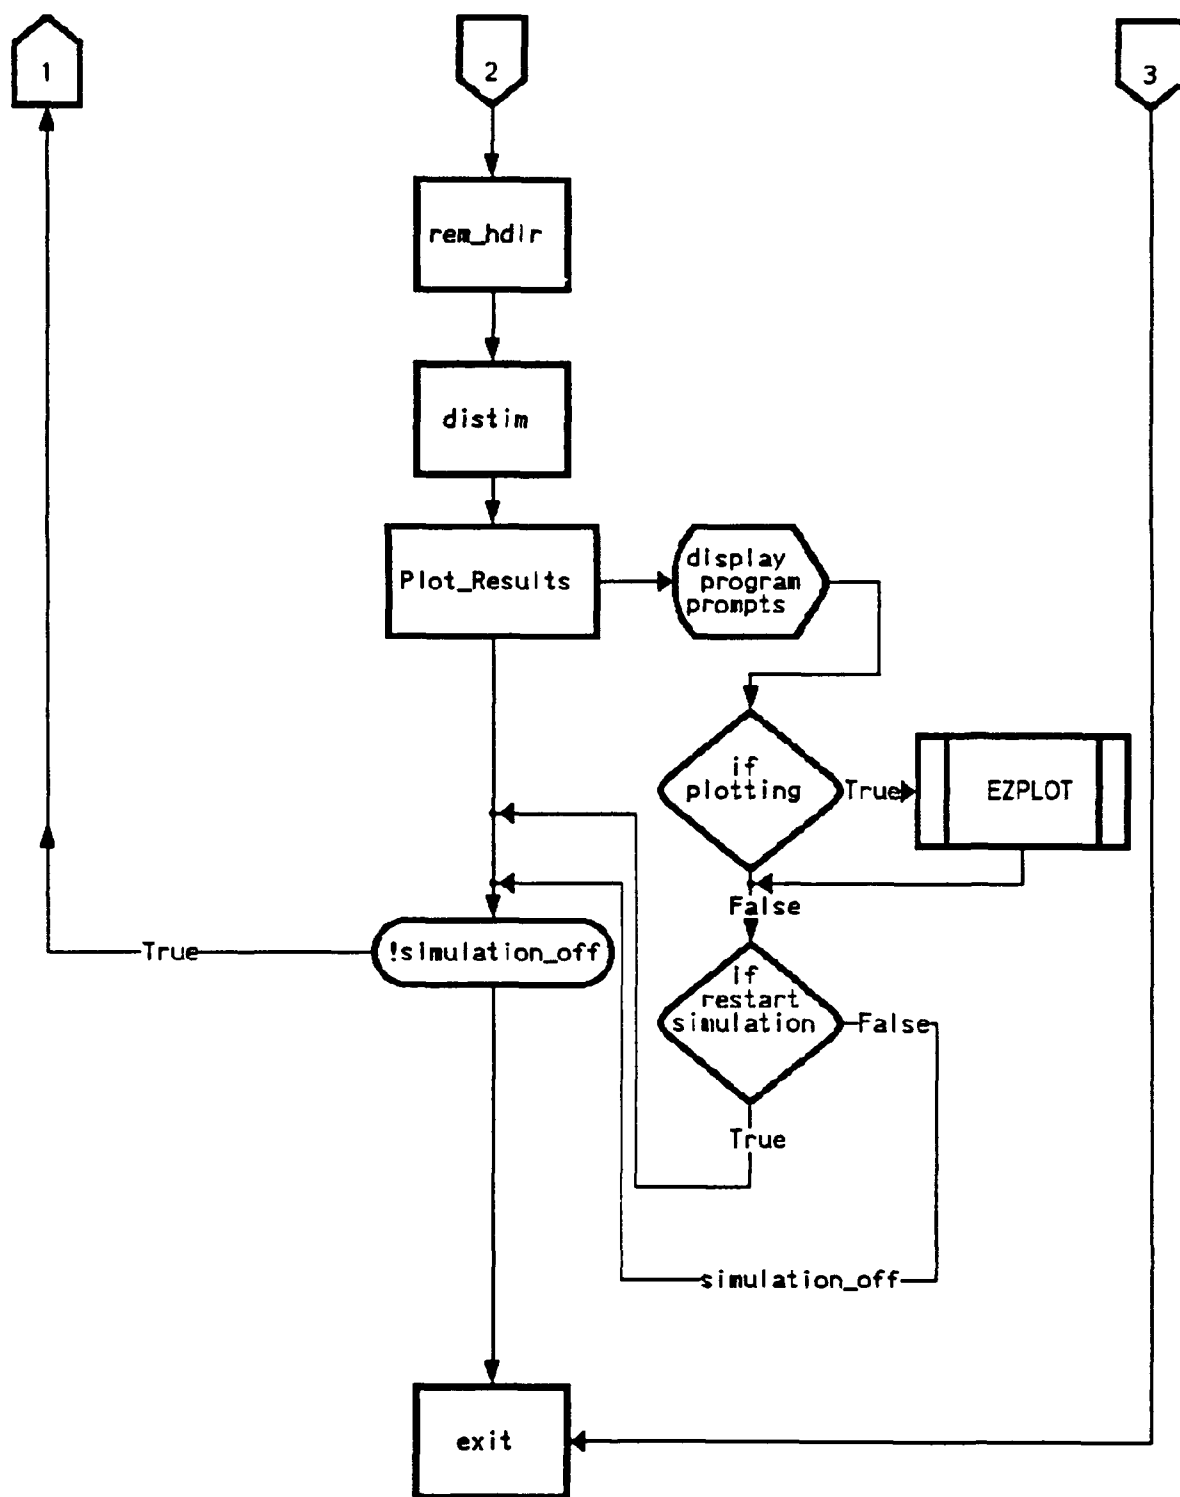 1
2
3
rem_hdir
distim
Plot_Results
display
program
prompts
if
plotting
True
EZPLOT
False
True
!simulation_off
if
restart
simulation
False
True
simulation_off
exit